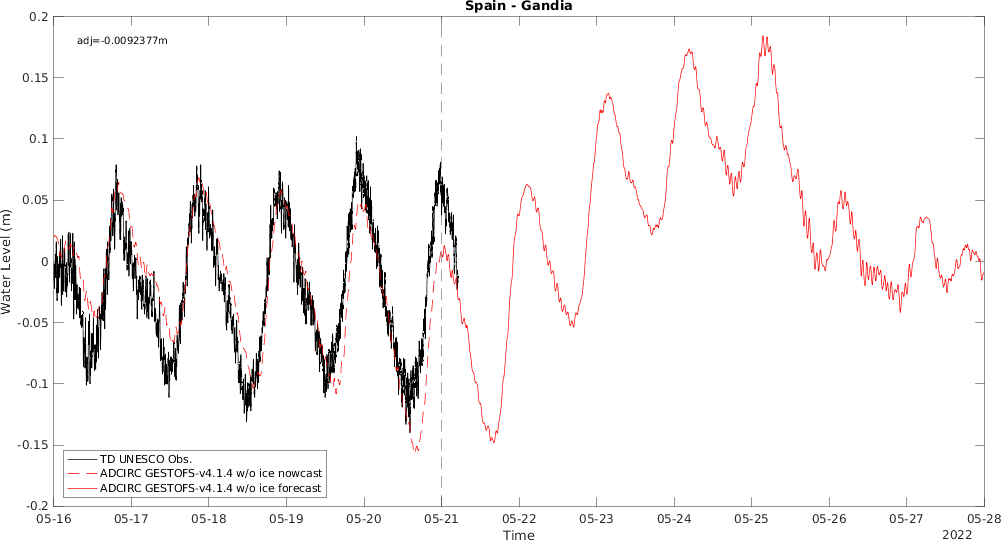 Spain - Gandia
adj=-0.0092377m
0.2
0.15
0.1
0.05
0
-0.05
-0.1
-0.15
-0.2
Water Level (m)
TD UNESCO Obs.
ADCIRC GESTOFS-v4.1.4 w/o ice nowcast
ADCIRC GESTOFS-v4.1.4 w/o ice forecast
05-16 05-17 05-18 05-19 05-20 05-21 05-22 05-23 05-24 05-25 05-26 05-27 05-28
Time
2022